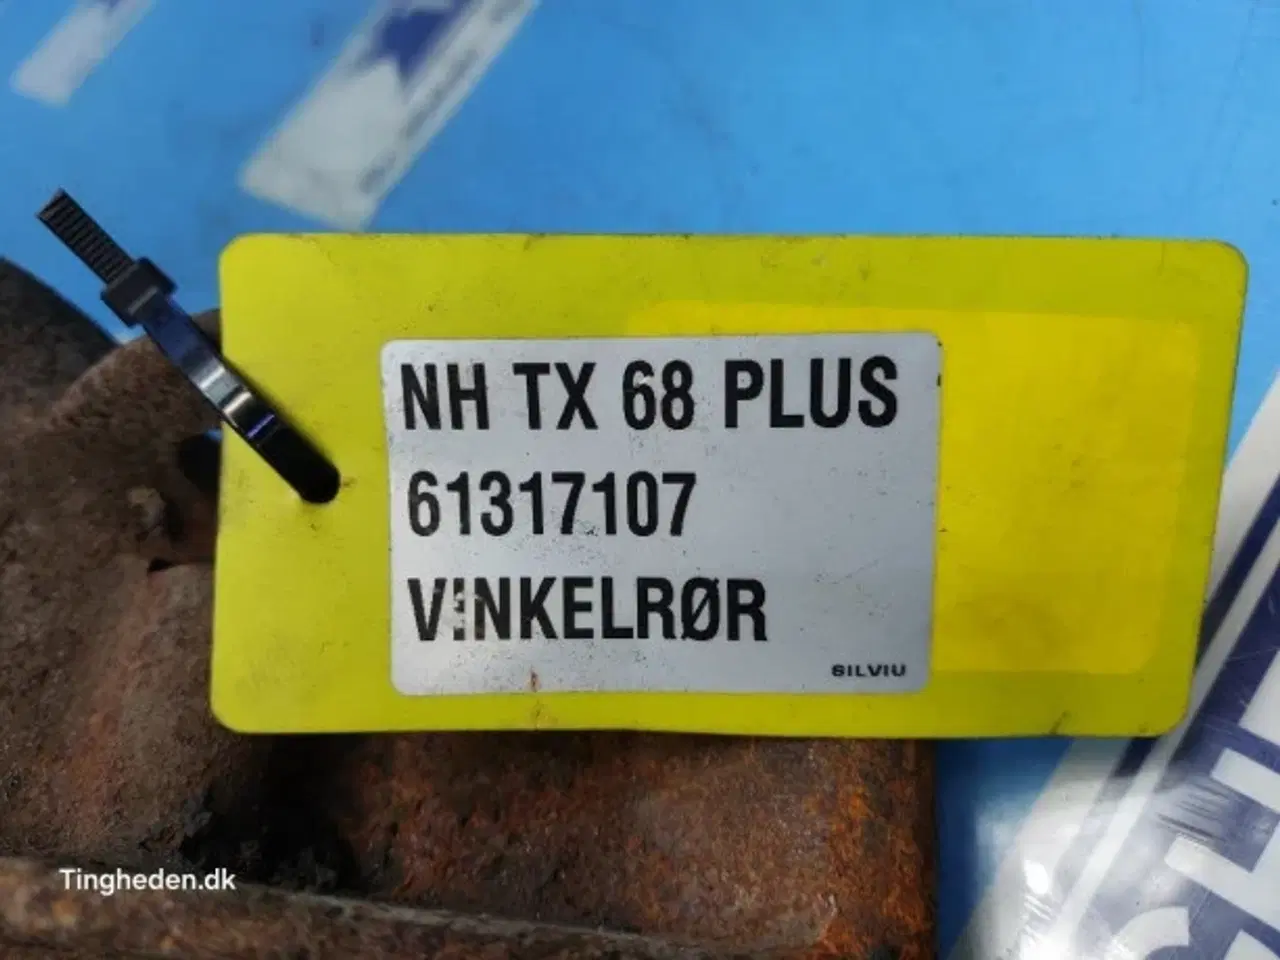 NH TX 68 PLUS
61317107
VINKELRØR
SILVIU
Tingheden.dk